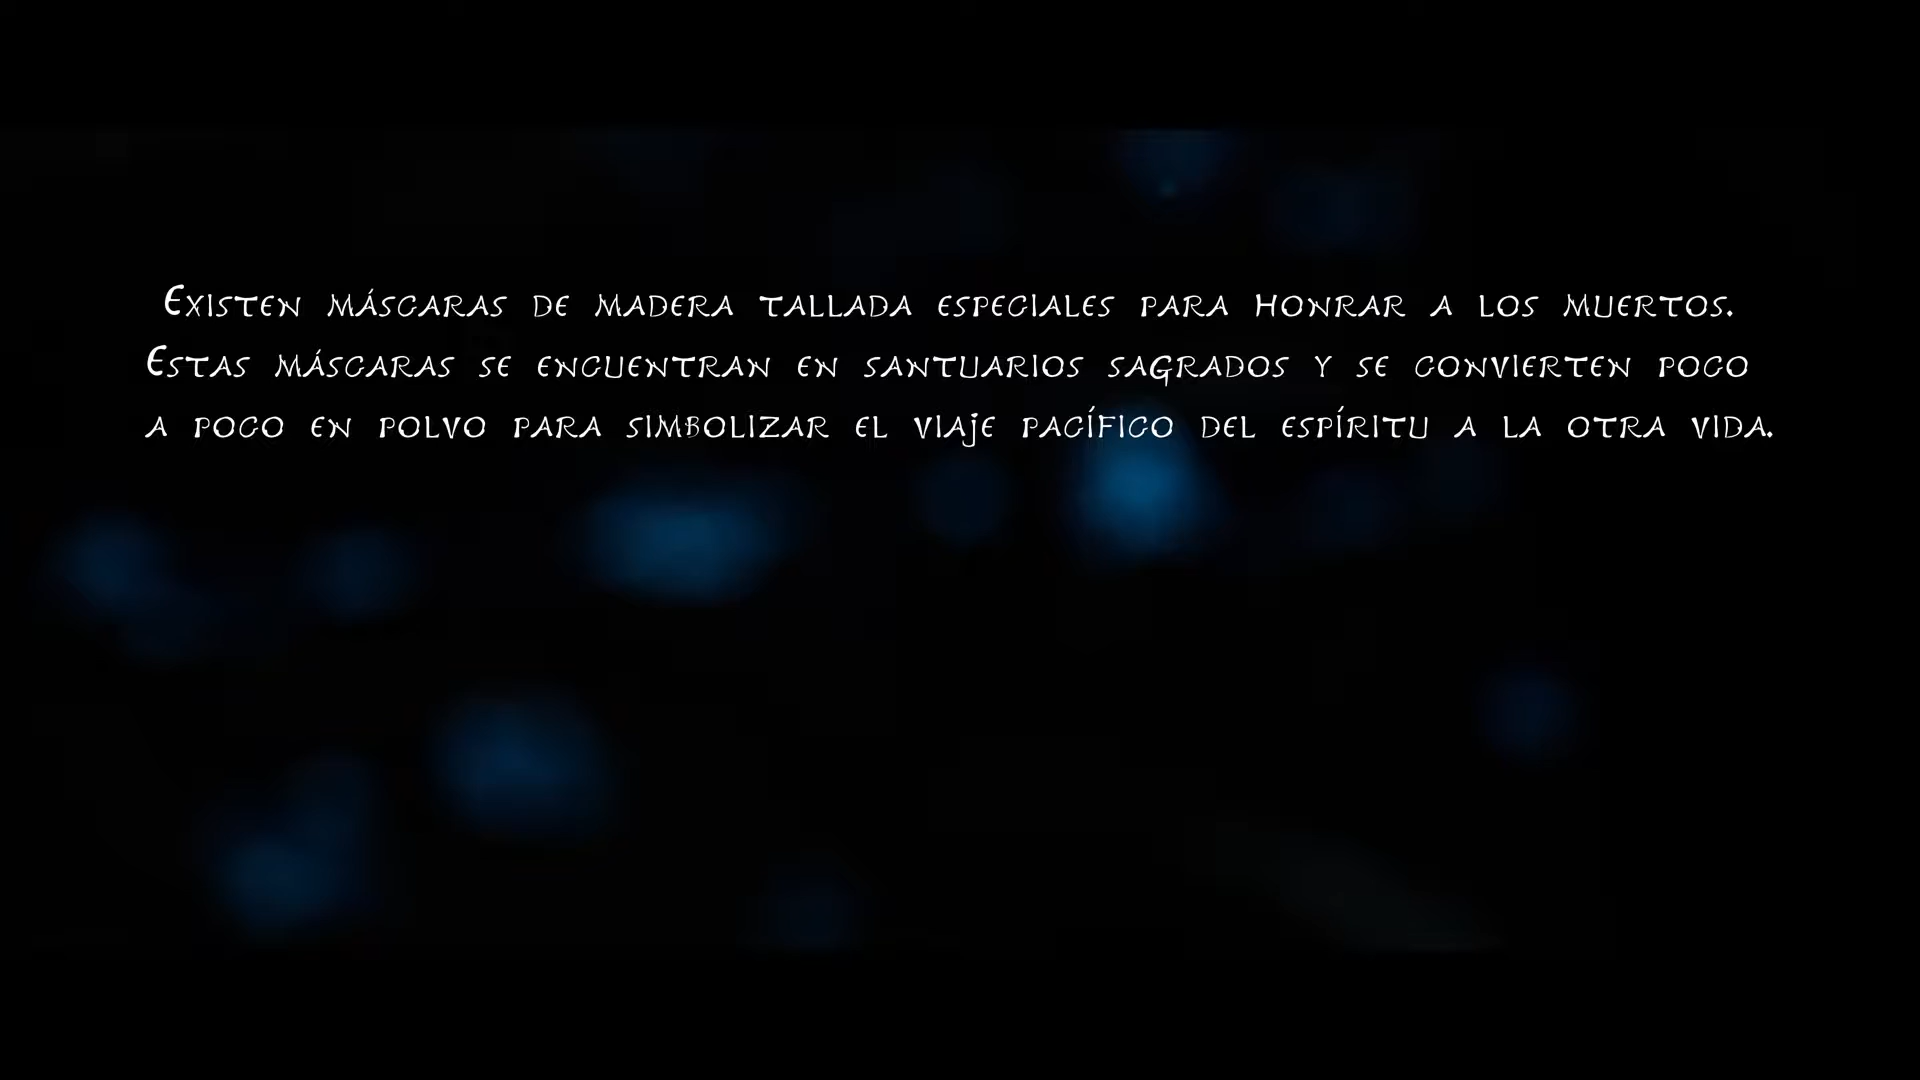 Existen máscaras de madera tallada especiales para honrar a los muertos.
Estas máscaras se encuentran en santuarios sagrados y se convierten poco
a poco en polvo para simbolizar el viaje pacífico del espíritu a la otra vida.